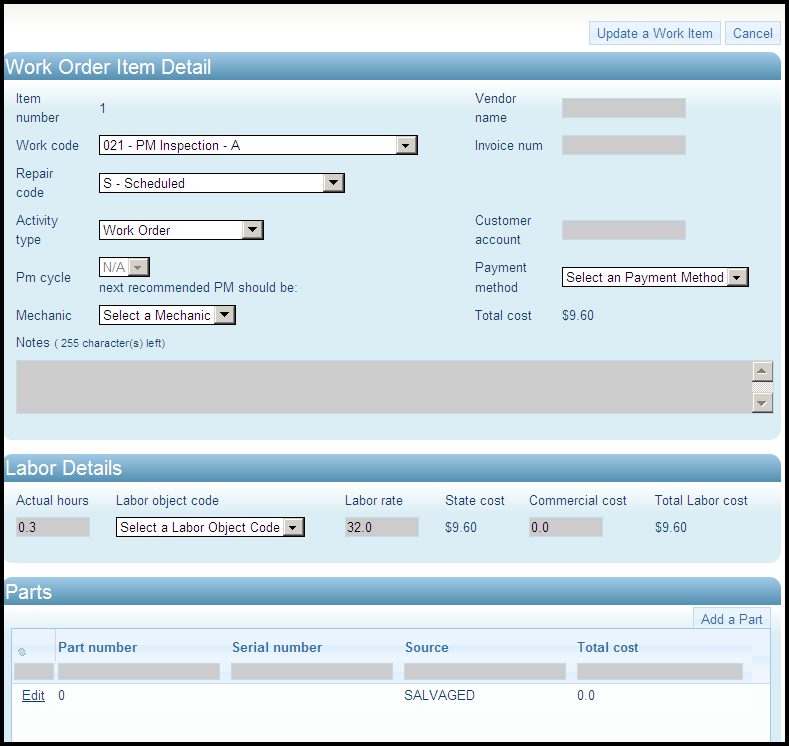 Update a Work Item Cancel
Work Order Item Detail
Item number 1 Vendor name
Work code 021 - PM Inspection - A Invoice num
Repair code S - Scheduled
Activity type Work Order Customer account
Pm cycle N/A next recommended PM should be: Payment method Select an Payment Method
Mechanic Select a Mechanic Total cost $9.60
Notes ( 255 character(s) left)
Labor Details
Actual hours Labor object code Labor rate State cost Commercial cost Total Labor cost
0.3 Select a Labor Object Code 32.0 $9.60 0.0 $9.60
Parts
Add a Part
Part number Serial number Source Total cost
Edit 0 SALVAGED 0.0